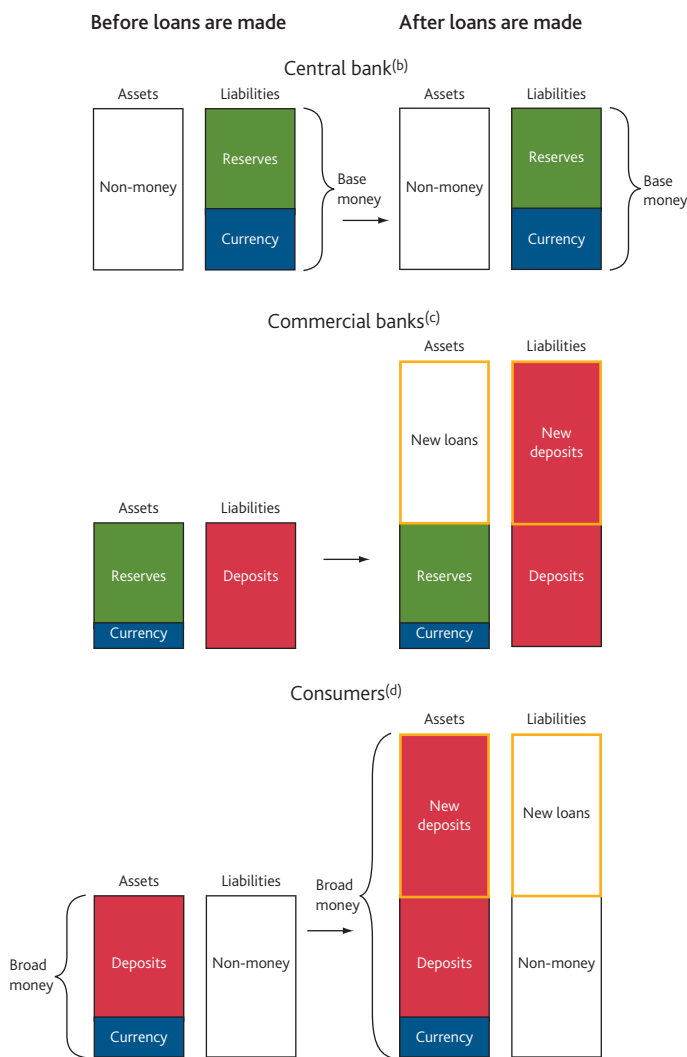 Before loans are made After loans are made
Central bank(b)
Assets Liabilities Assets Liabilities
Non-money
Reserves
Currency
Base
money
Non-money
Reserves
Currency
Base
money
Commercial banks(c)
Assets Liabilities
New loans
New
deposits
Assets Liabilities
Reserves
Currency
Deposits
Reserves
Currency
Deposits
Consumers(d)
Assets Liabilities
New
deposits
New loans
Assets Liabilities
Broad
money
Deposits
Currency
Non-money
Broad
money
Deposits
Currency
Non-money